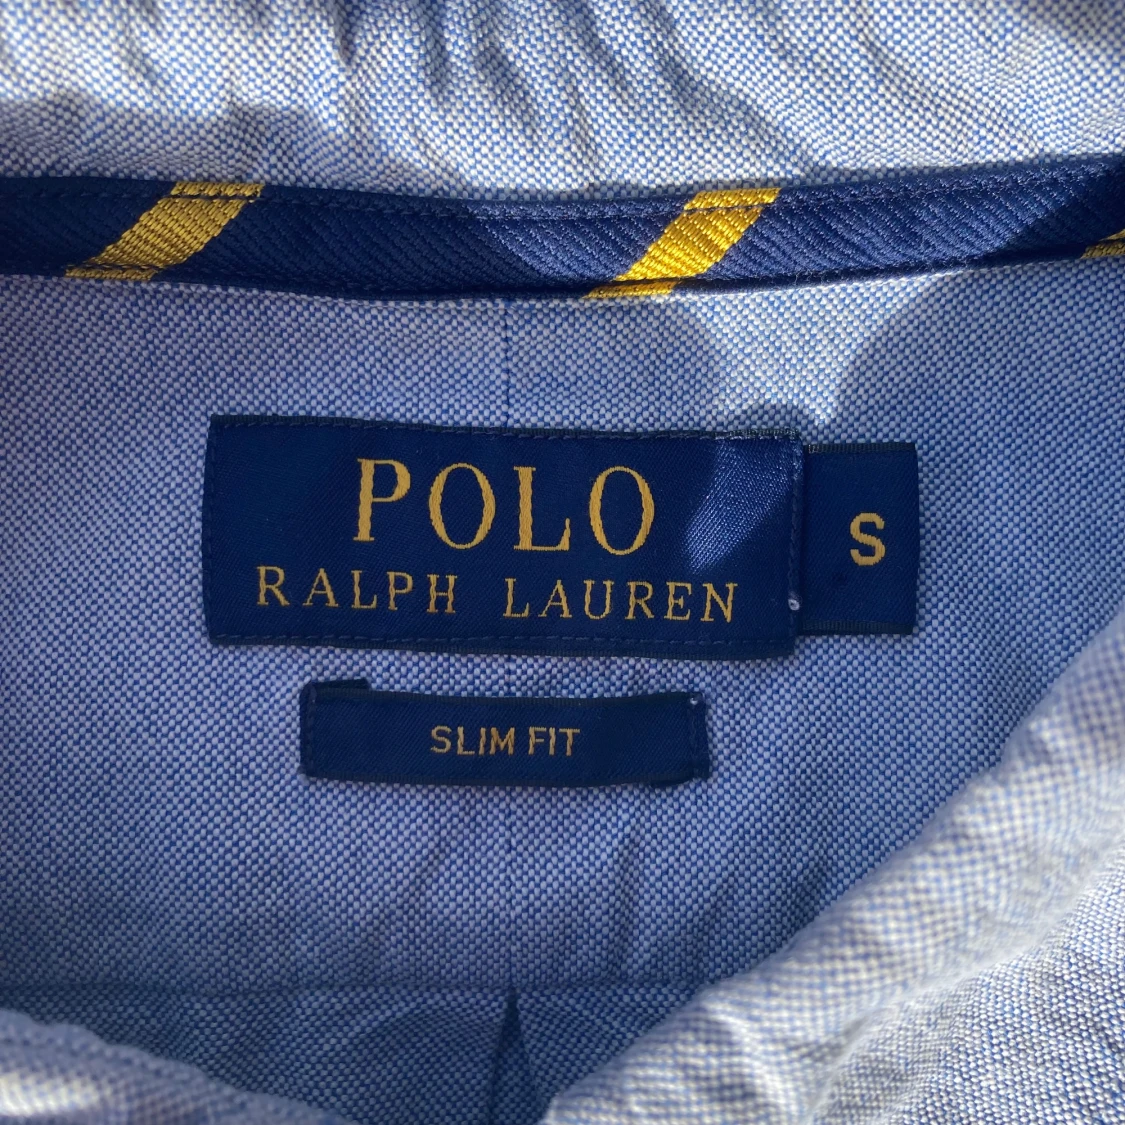 POLO
RALPH LAUREN
S
SLIM FIT